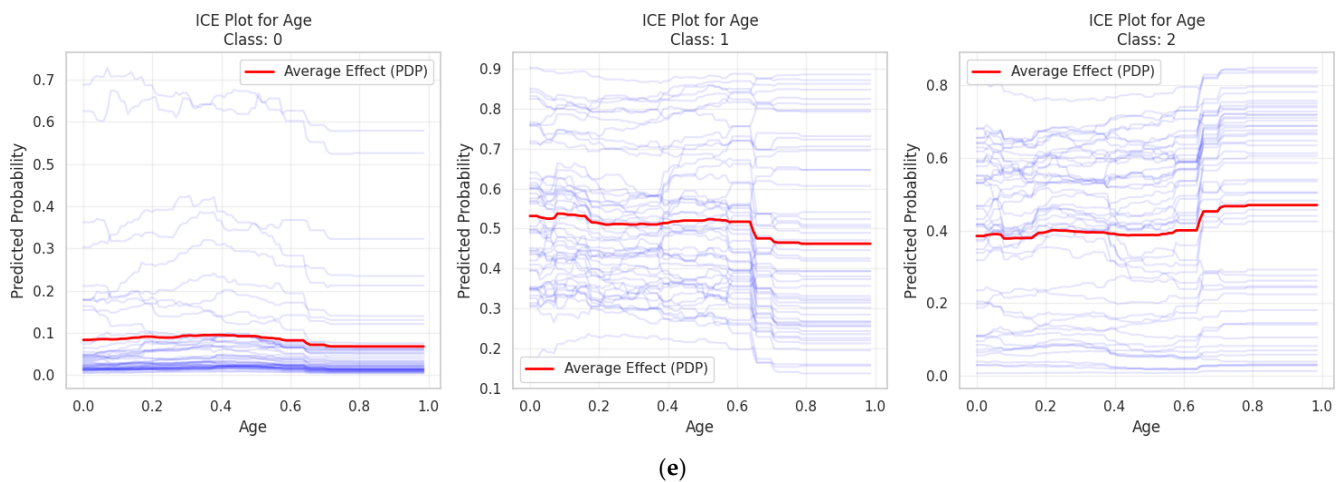 ICE Plot for Age
Class: 0
Average Effect (PDP)
Predicted Probability
0.7
0.6
0.5
0.4
0.3
0.2
0.1
0.0
0.0 0.2 0.4 0.6 0.8 1.0
Age
ICE Plot for Age
Class: 1
Average Effect (PDP)
Predicted Probability
0.9
0.8
0.7
0.6
0.5
0.4
0.3
0.2
0.1
0.0 0.2 0.4 0.6 0.8 1.0
Age
ICE Plot for Age
Class: 2
Average Effect (PDP)
Predicted Probability
0.8
0.6
0.4
0.2
0.0
0.0 0.2 0.4 0.6 0.8 1.0
Age
(e)